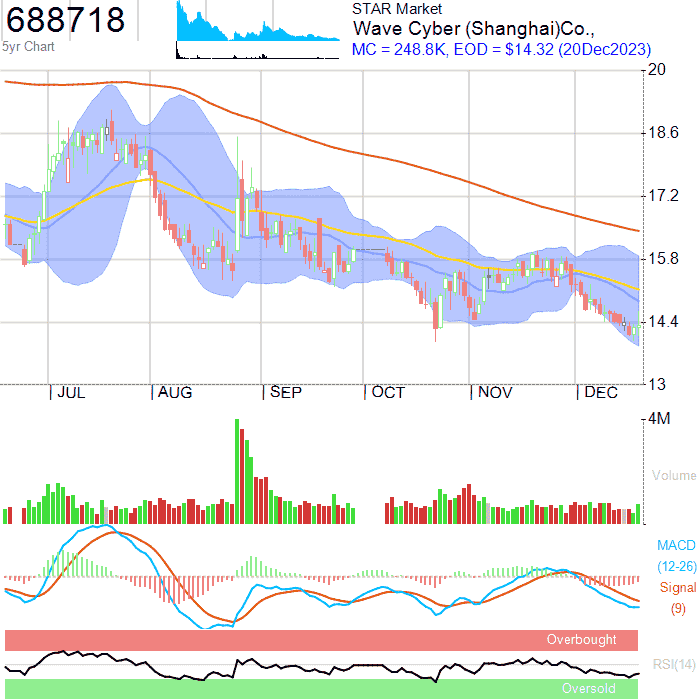 688718
5yr Chart
STAR Market
Wave Cyber (Shanghai)Co.,
MC = 248.8K, EOD = $14.32 (20Dec2023)
20
18.6
17.2
15.8
14.4
13
JUL AUG SEP OCT NOV DEC
4M
Volume
MACD
(12-26)
Signal
(9)
Overbought
RSI(14)
Oversold